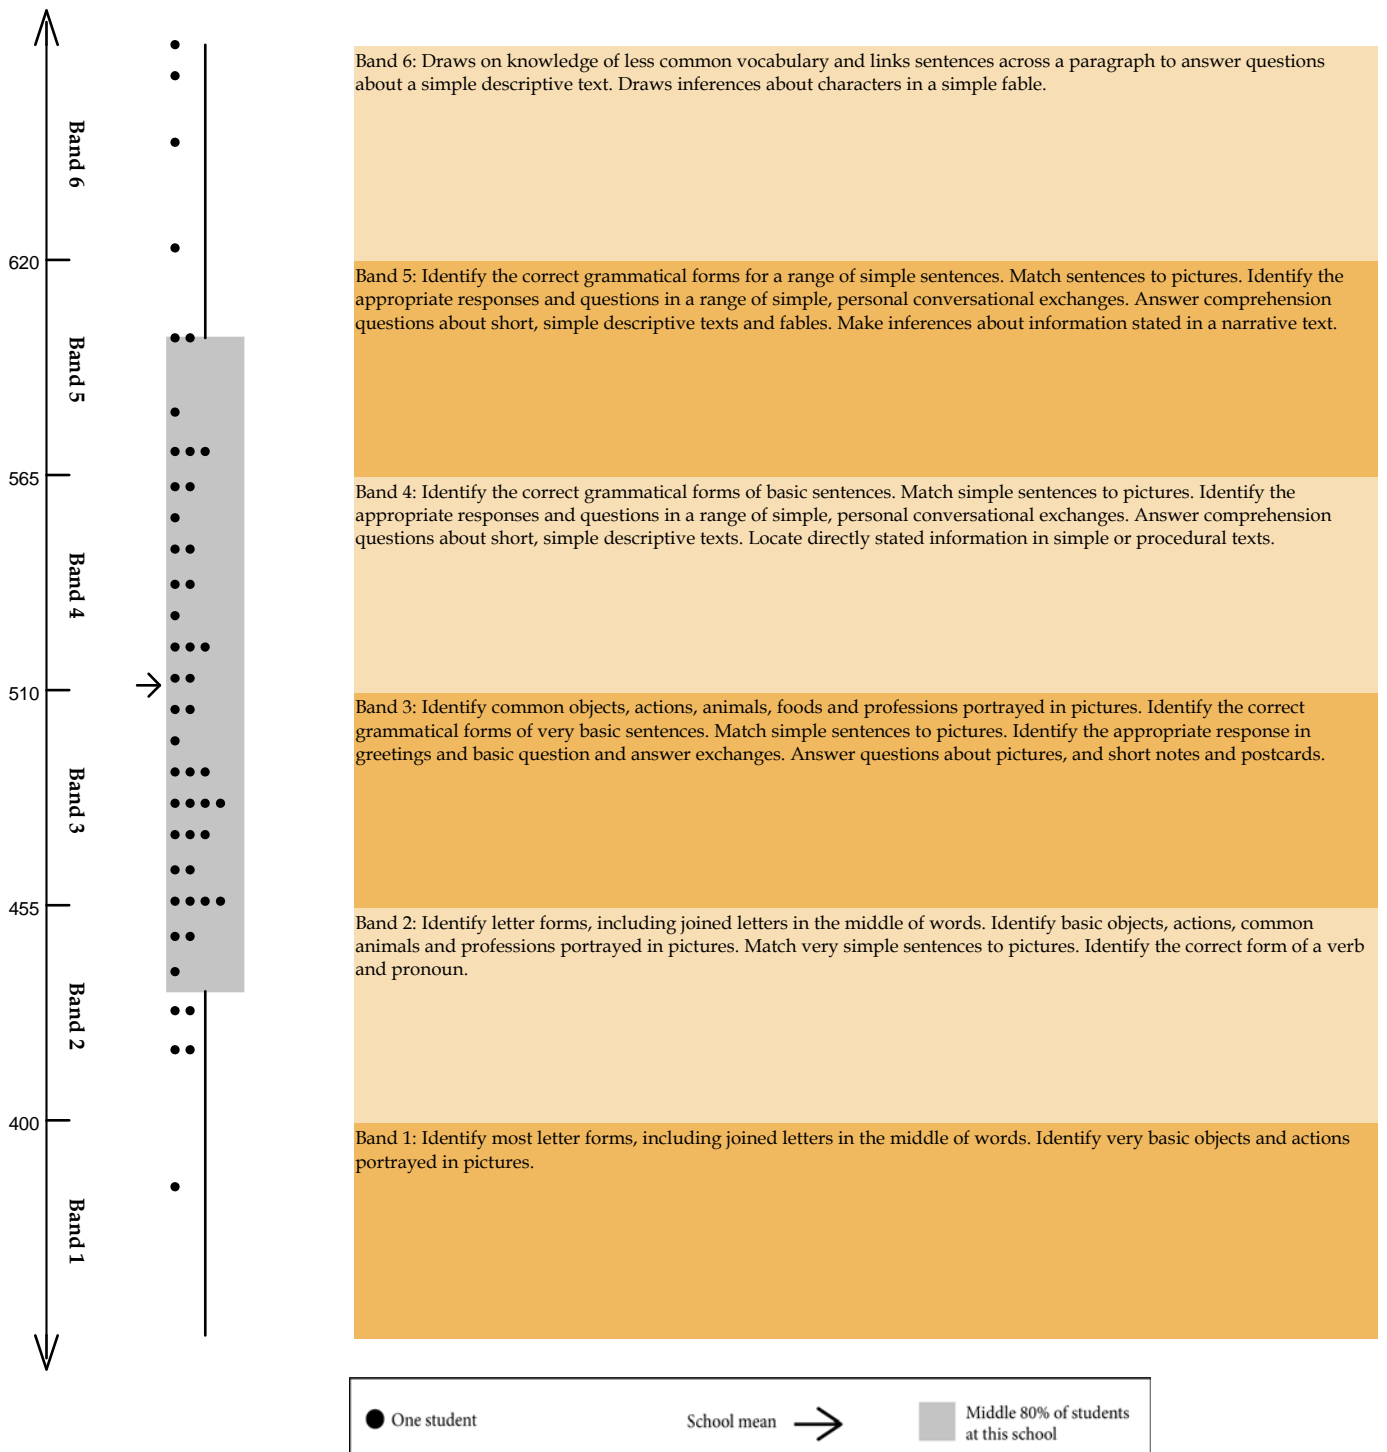 Band 6
Band 6: Draws on knowledge of less common vocabulary and links sentences across a paragraph to answer questions
about a simple descriptive text. Draws inferences about characters in a simple fable.
620
Band 5
Band 5: Identify the correct grammatical forms for a range of simple sentences. Match sentences to pictures. Identify the
appropriate responses and questions in a range of simple, personal conversational exchanges. Answer comprehension
questions about short, simple descriptive texts and fables. Make inferences about information stated in a narrative text.
565
Band 4
Band 4: Identify the correct grammatical forms of basic sentences. Match simple sentences to pictures. Identify the
appropriate responses and questions in a range of simple, personal conversational exchanges. Answer comprehension
questions about short, simple descriptive texts. Locate directly stated information in simple or procedural texts.
510
Band 3
Band 3: Identify common objects, actions, animals, foods and professions portrayed in pictures. Identify the correct
grammatical forms of very basic sentences. Match simple sentences to pictures. Identify the appropriate response in
greetings and basic question and answer exchanges. Answer questions about pictures, and short notes and postcards.
455
Band 2
Band 2: Identify letter forms, including joined letters in the middle of words. Identify basic objects, actions, common
animals and professions portrayed in pictures. Match very simple sentences to pictures. Identify the correct form of a verb
and pronoun.
400
Band 1
Band 1: Identify most letter forms, including joined letters in the middle of words. Identify very basic objects and actions
portrayed in pictures.
One student
School mean
Middle 80% of students
at this school